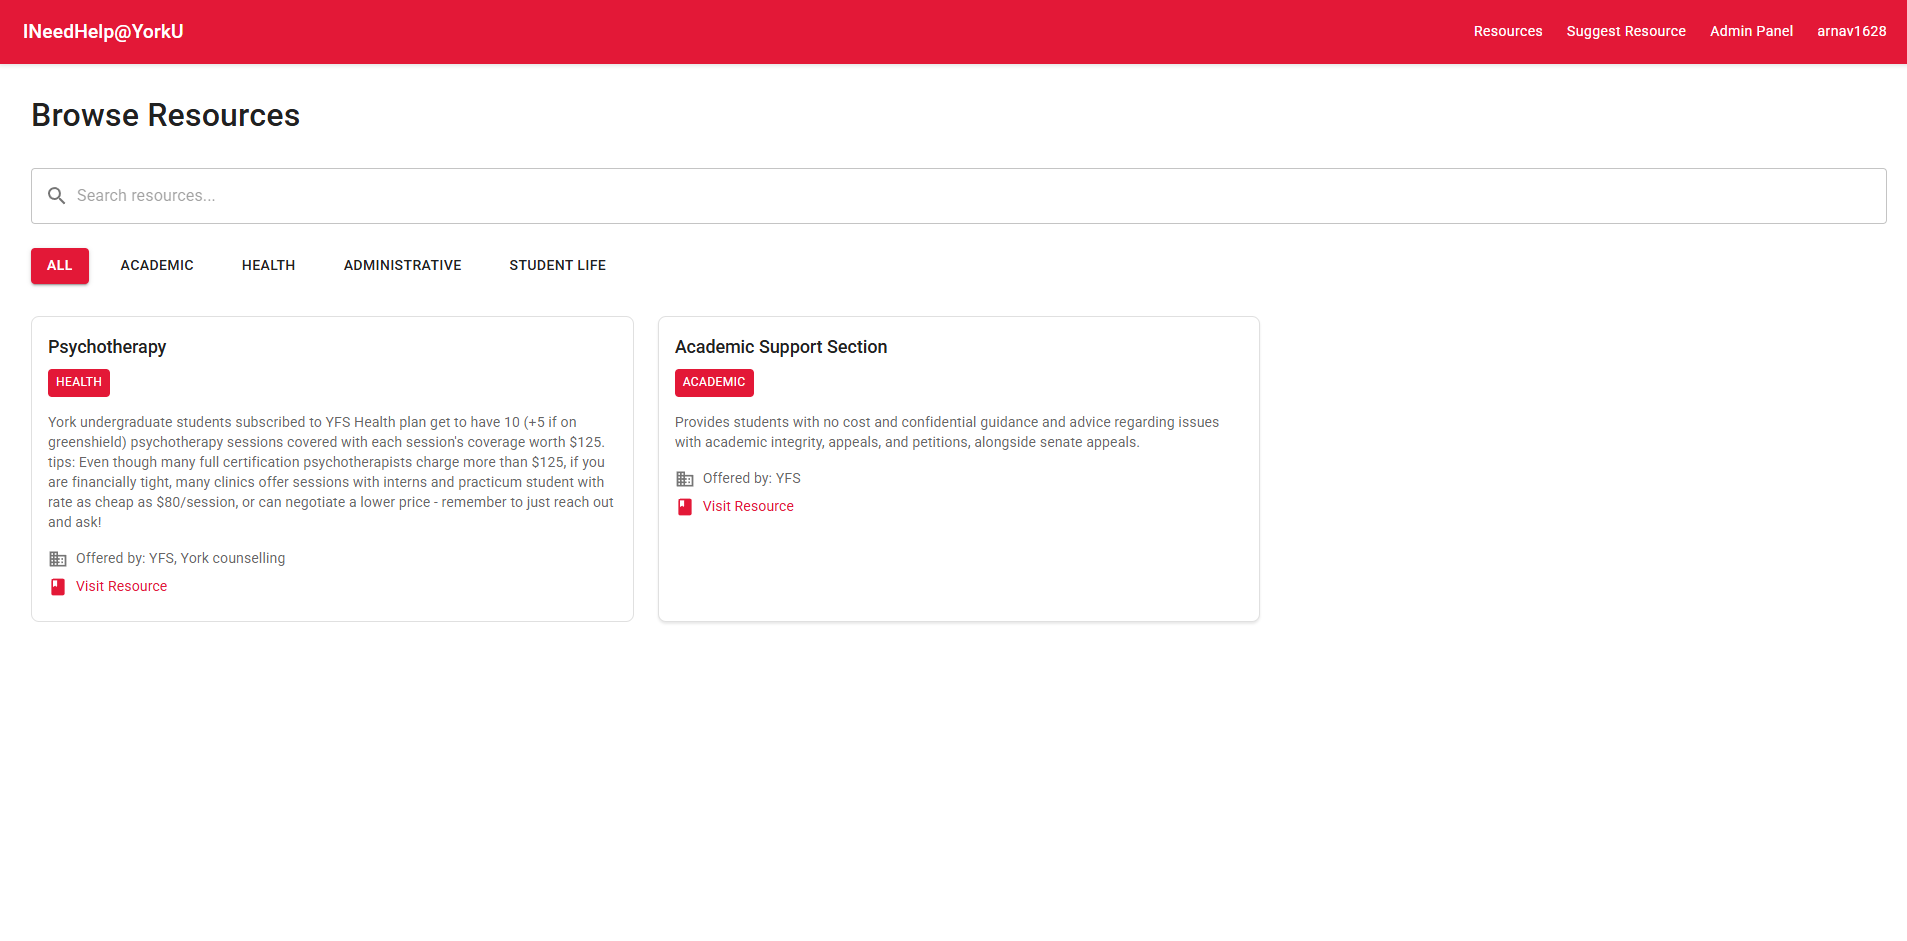 INeedHelp@YorkU
Resources
Suggest Resource
Admin Panel
arnav1628
Browse Resources
Search resources...
ALL
ACADEMIC
HEALTH
ADMINISTRATIVE
STUDENT LIFE
Psychotherapy
HEALTH
York undergraduate students subscribed to YFS Health plan get to have 10 (+5 if on
greenshield) psychotherapy sessions covered with each session's coverage worth $125.
tips: Even though many full certification psychotherapists charge more than $125, if you
are financially tight, many clinics offer sessions with interns and practicum student with
rate as cheap as $80/session, or can negotiate a lower price - remember to just reach out
and ask!
Offered by: YFS, York counselling
Visit Resource
Academic Support Section
ACADEMIC
Provides students with no cost and confidential guidance and advice regarding issues
with academic integrity, appeals, and petitions, alongside senate appeals.
Offered by: YFS
Visit Resource